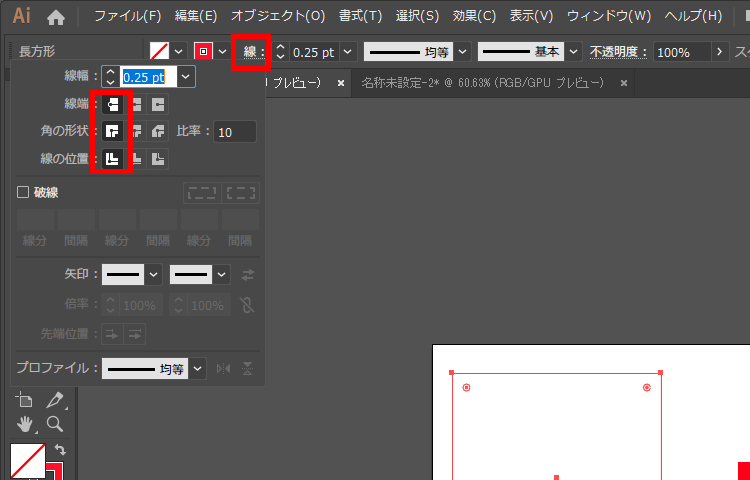 Ai ファイル(F) 編集(E) オブジェクト(O) 書式(T) 選択(S) 効果(C) 表示(V) ウィンドウ(W) ヘルプ(H)
長方形 線： 0.25 pt 均等 基本 不透明度： 100%
線幅： 0.25 pt
プレビュー) × 名称未設定-2* @ 60.63% (RGB/GPU プレビュー) ×
線端：
角の形状： 比率： 10
線の位置：
破線
線分 間隔 線分 間隔 線分 間隔
矢印：
倍率： 100% 100%
先端位置：
プロファイル： 均等